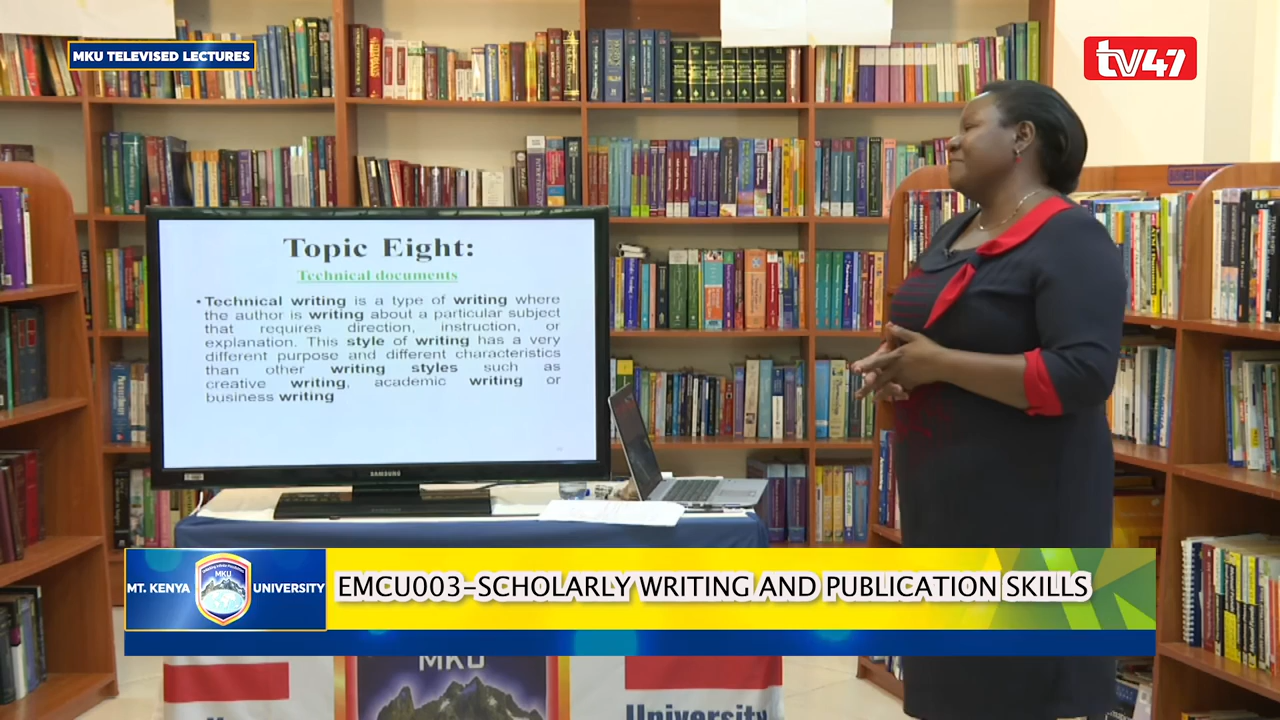 MKU TELEVISED LECTURES
tv47
BUSINESS
Topic Eight:
Technical documents
• Technical writing is a type of writing where
the author is writing about a particular subject
that requires direction, instruction, or
explanation. This style of writing has a very
different purpose and different characteristics
than other writing styles such as
creative writing, academic writing or
business writing
SAMSUNG
MT. KENYA
MKU
UNIVERSITY
EMCU003-SCHOLARLY WRITING AND PUBLICATION SKILLS
MKU
University